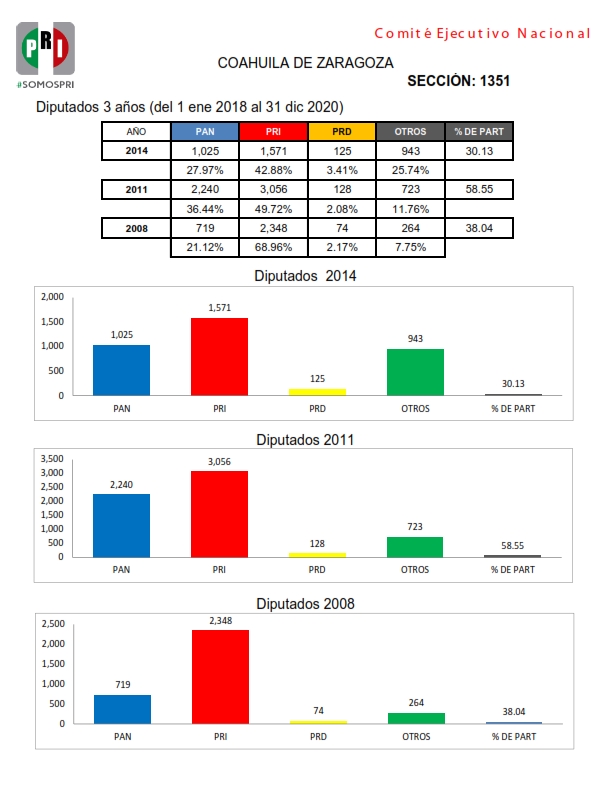 PRI
#SOMOSPRI
Comité Ejecutivo Nacional
COAHUILA DE ZARAGOZA
SECCIÓN: 1351
Diputados 3 años (del 1 ene 2018 al 31 dic 2020)
AÑO PAN PRI PRD OTROS % DE PART
2014 1,025 1,571 125 943 30.13
27.97% 42.88% 3.41% 25.74%
2011 2,240 3,056 128 723 58.55
36.44% 49.72% 2.08% 11.76%
2008 719 2,348 74 264 38.04
21.12% 68.96% 2.17% 7.75%
Diputados 2014
2,000
1,500
1,000
500
0
1,025
1,571
125
943
30.13
PAN PRI PRD OTROS % DE PART
Diputados 2011
3,500
3,000
2,500
2,000
1,500
1,000
500
0
2,240
3,056
128
723
58.55
PAN PRI PRD OTROS % DE PART
Diputados 2008
2,500
2,000
1,500
1,000
500
0
719
2,348
74
264
38.04
PAN PRI PRD OTROS % DE PART